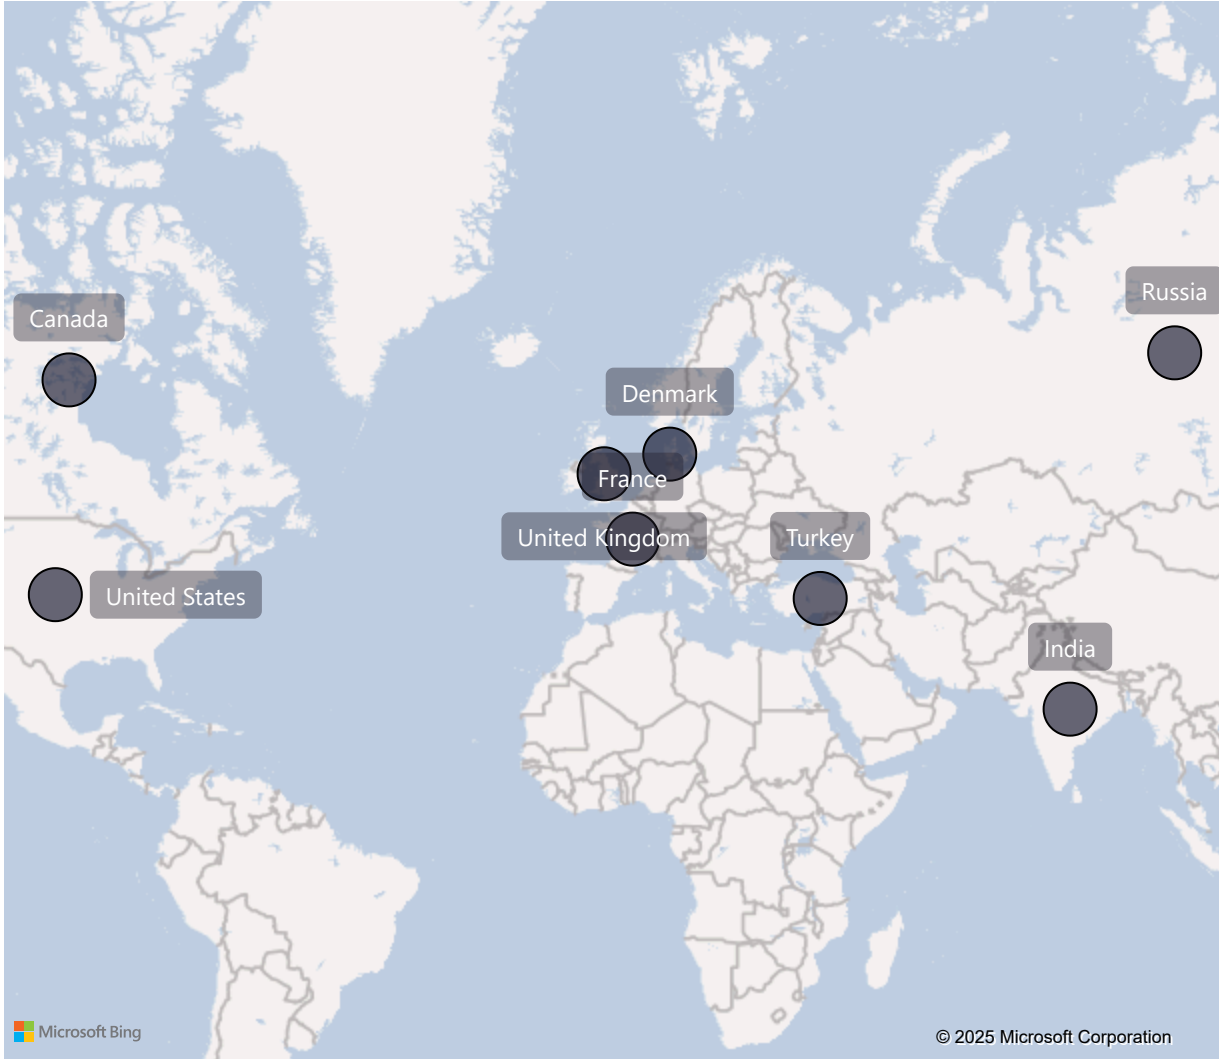 Russia
Canada
Denmark
France
United Kingdom
Turkey
United States
India
Microsoft Bing
© 2025 Microsoft Corporation